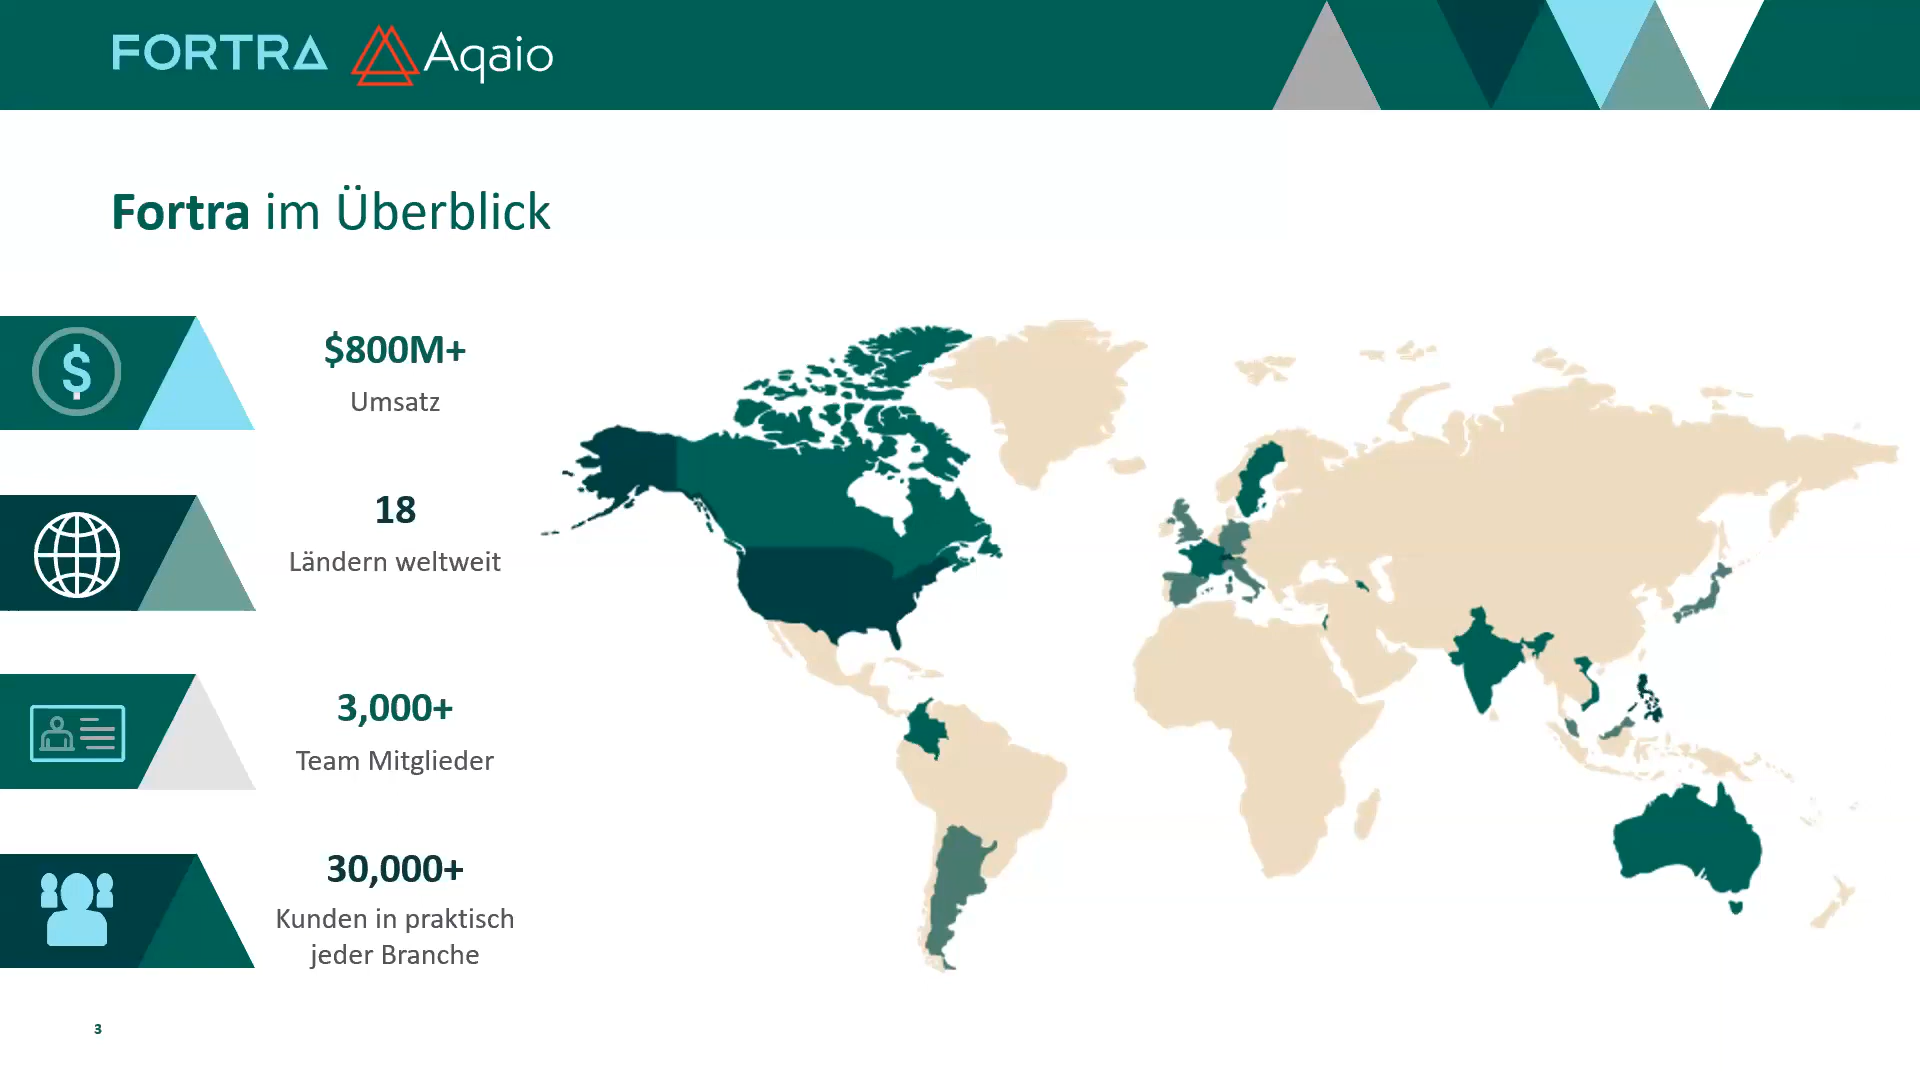 FORTRA Aqaio
Fortra im Überblick
$800M+
Umsatz
18
Ländern weltweit
3,000+
Team Mitglieder
30,000+
Kunden in praktisch
jeder Branche
3